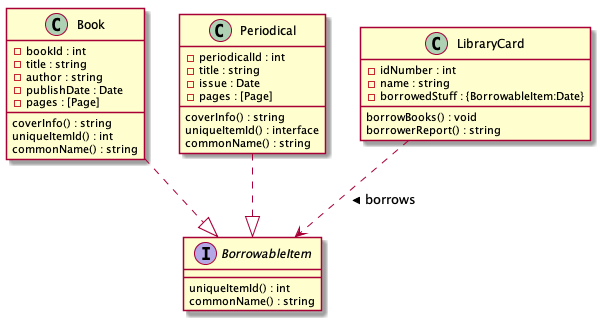 C Book
bookId : int
title : string
author : string
publishDate : Date
pages : [Page]
coverInfo() : string
uniqueItemId() : int
commonName() : string
C Periodical
periodicalId : int
title : string
issue : Date
pages : [Page]
coverInfo() : string
uniqueItemId() : interface
commonName() : string
C LibraryCard
idNumber : int
name : string
borrowedStuff : {BorrowableItem:Date}
borrowBooks() : void
borrowerReport() : string
borrows
I BorrowableItem
uniqueItemId() : int
commonName() : string